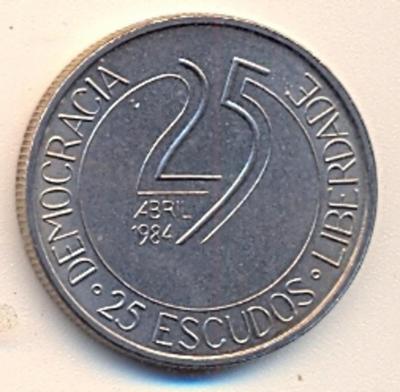 25
ABRIL
1984
DEMOCRACIA
LIBERDADE
• 25 ESCUDOS •